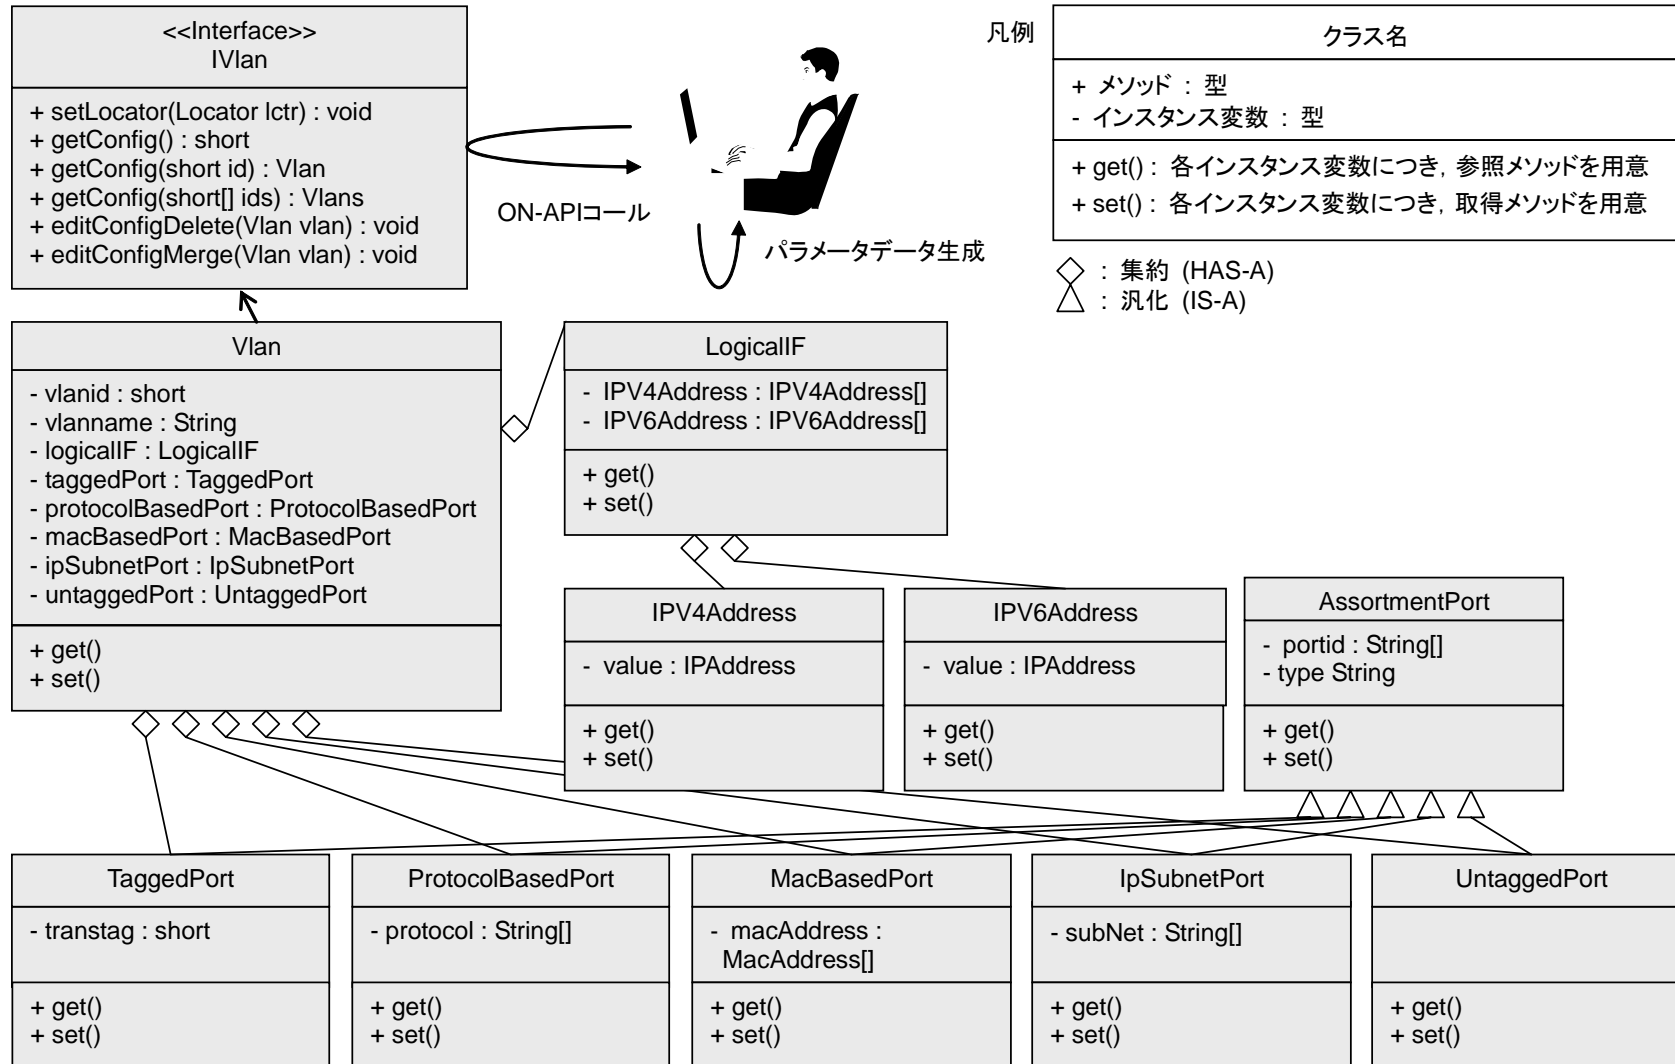 <<Interface>>
IVlan
+ setLocator(Locator lctr) : void
+ getConfig() : short
+ getConfig(short id) : Vlan
+ getConfig(short[] ids) : Vlans
+ editConfigDelete(Vlan vlan) : void
+ editConfigMerge(Vlan vlan) : void
ON-APIコール
パラメータデータ生成
凡例
クラス名
+ メソッド : 型
- インスタンス変数 : 型
+ get() : 各インスタンス変数につき, 参照メソッドを用意
+ set() : 各インスタンス変数につき, 取得メソッドを用意
: 集約 (HAS-A)
: 汎化 (IS-A)
Vlan
- vlanid : short
- vlanname : String
- logicalIF : LogicalIF
- taggedPort : TaggedPort
- protocolBasedPort : ProtocolBasedPort
- macBasedPort : MacBasedPort
- ipSubnetPort : IpSubnetPort
- untaggedPort : UntaggedPort
+ get()
+ set()
LogicalIF
- IPV4Address : IPV4Address[]
- IPV6Address : IPV6Address[]
+ get()
+ set()
IPV4Address
- value : IPAddress
+ get()
+ set()
IPV6Address
- value : IPAddress
+ get()
+ set()
AssortmentPort
- portid : String[]
- type String
+ get()
+ set()
TaggedPort
- transtag : short
+ get()
+ set()
ProtocolBasedPort
- protocol : String[]
+ get()
+ set()
MacBasedPort
- macAddress :
MacAddress[]
+ get()
+ set()
IpSubnetPort
- subNet : String[]
+ get()
+ set()
UntaggedPort
+ get()
+ set()